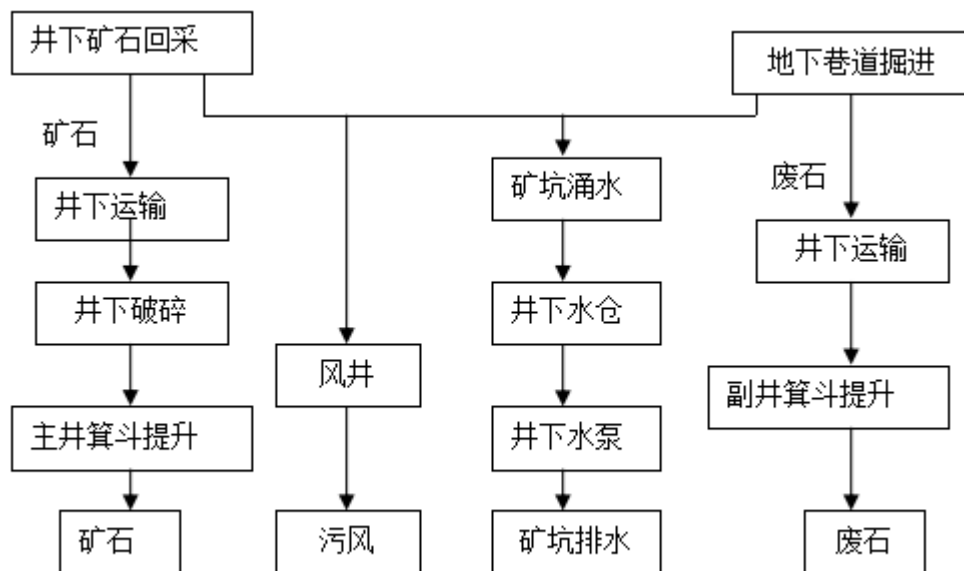 井下矿石回采
地下巷道掘进
矿石
废石
井下运输
矿坑涌水
井下运输
井下破碎
井下水仓
风井
副井箕斗提升
主井箕斗提升
井下水泵
矿石
污风
矿坑排水
废石